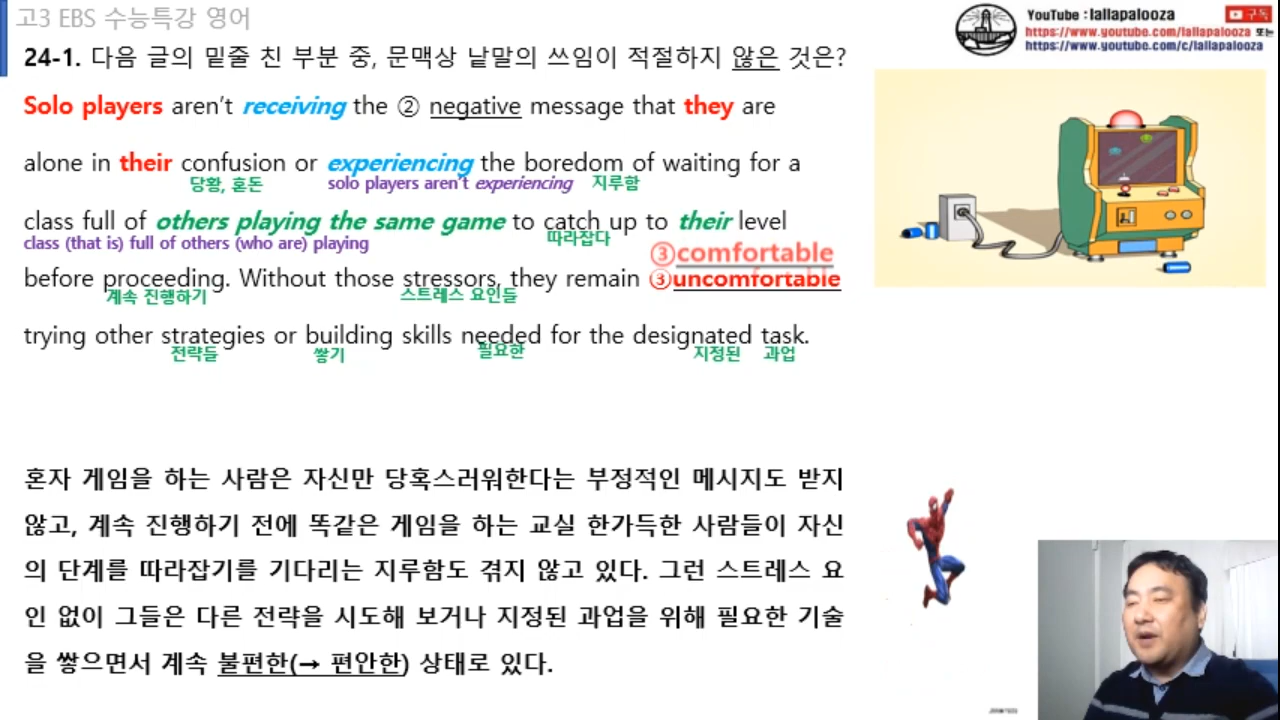 고3 EBS 수능특강 영어
YouTube : lallapalooza
구독
https://www.youtube.com/lallapalooza 또는
https://www.youtube.com/c/lallapalooza
24-1. 다음 글의 밑줄 친 부분 중, 문맥상 낱말의 쓰임이 적절하지 않은 것은?
Solo players aren't receiving the ② negative message that they are
alone in their confusion or experiencing the boredom of waiting for a
당황, 혼돈 solo players aren't experiencing 지루함
class full of others playing the same game to catch up to their level
class (that is) full of others (who are) playing 따라잡다
③comfortable
before proceeding. Without those stressors, they remain ③uncomfortable
계속 진행하기 스트레스 요인들
trying other strategies or building skills needed for the designated task.
전략들 쌓기 필요한 지정된 과업
혼자 게임을 하는 사람은 자신만 당혹스러워한다는 부정적인 메시지도 받지
않고, 계속 진행하기 전에 똑같은 게임을 하는 교실 한가득한 사람들이 자신
의 단계를 따라잡기를 기다리는 지루함도 겪지 않고 있다. 그런 스트레스 요
인 없이 그들은 다른 전략을 시도해 보거나 지정된 과업을 위해 필요한 기술
을 쌓으면서 계속 불편한(→ 편안한) 상태로 있다.